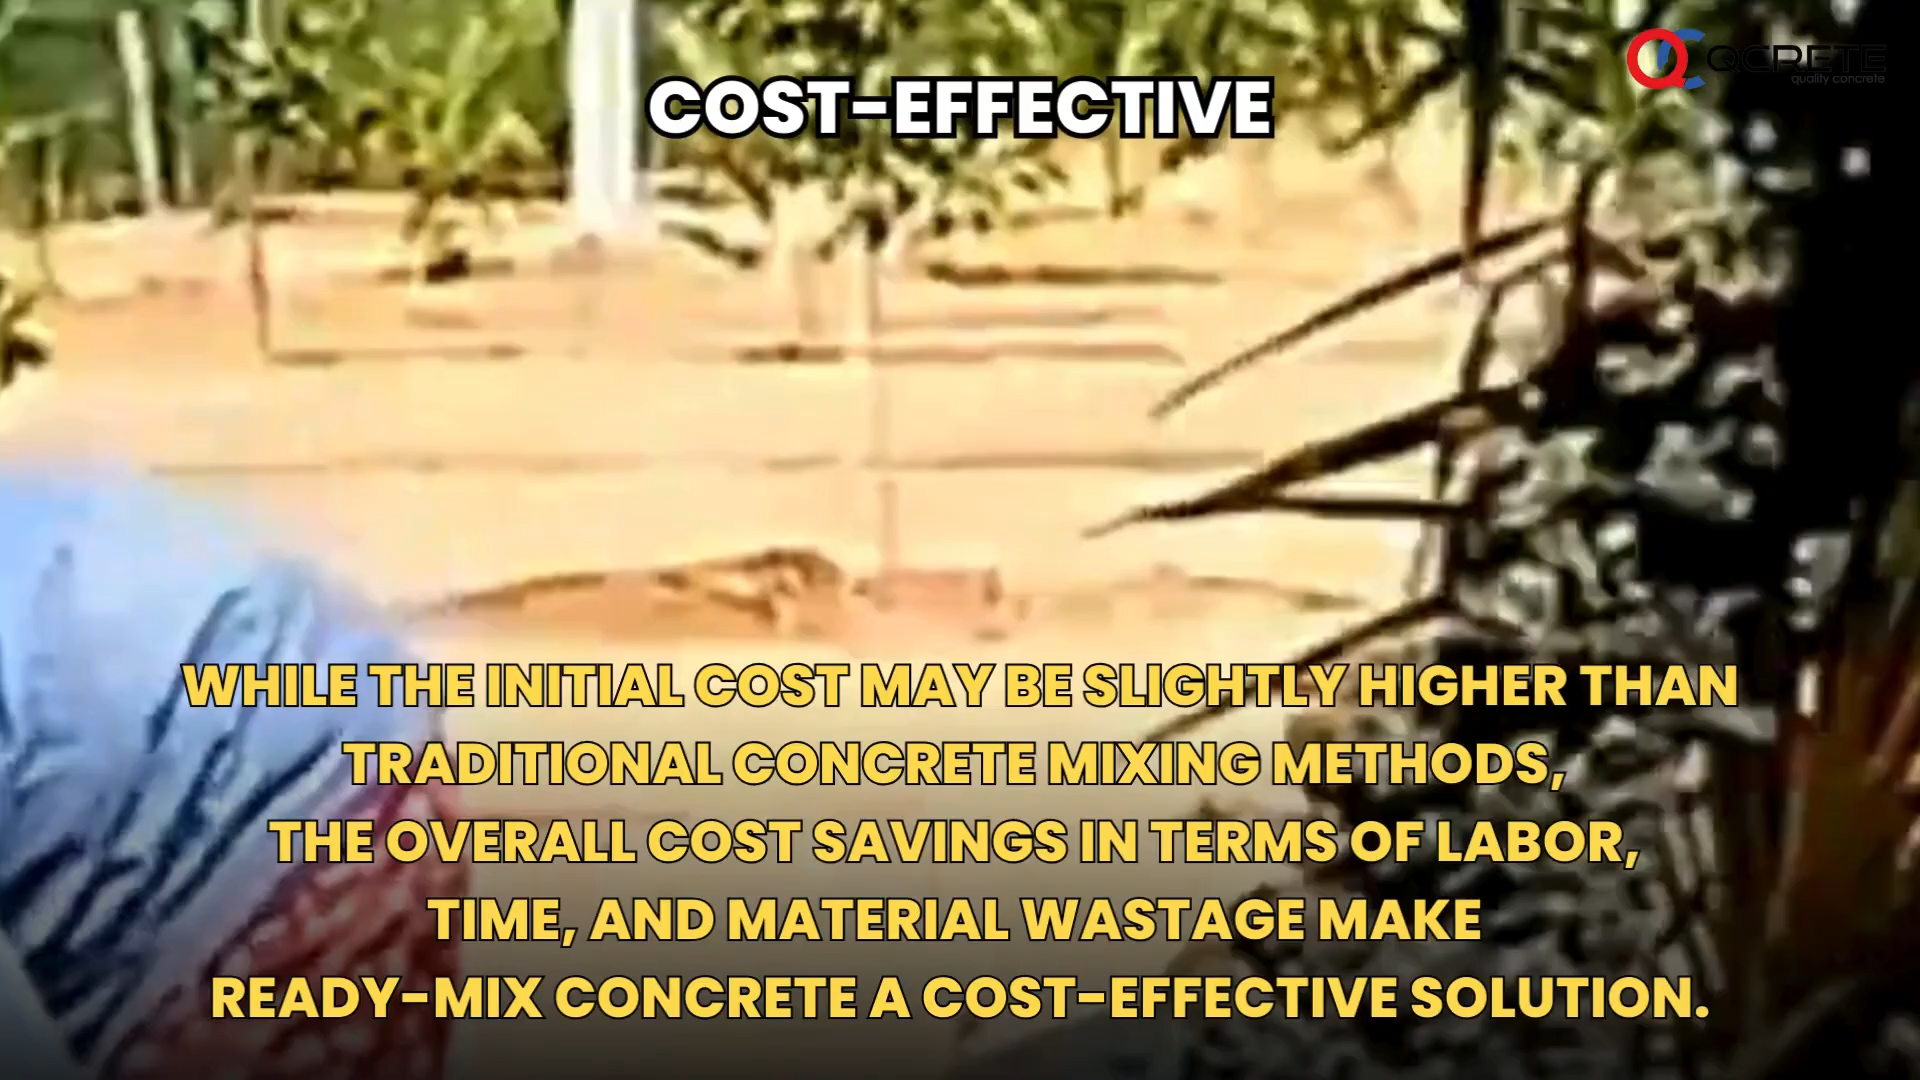 QCRETE
quality concrete
COST-EFFECTIVE
WHILE THE INITIAL COST MAY BE SLIGHTLY HIGHER THAN
TRADITIONAL CONCRETE MIXING METHODS,
THE OVERALL COST SAVINGS IN TERMS OF LABOR,
TIME, AND MATERIAL WASTAGE MAKE
READY-MIX CONCRETE A COST-EFFECTIVE SOLUTION.